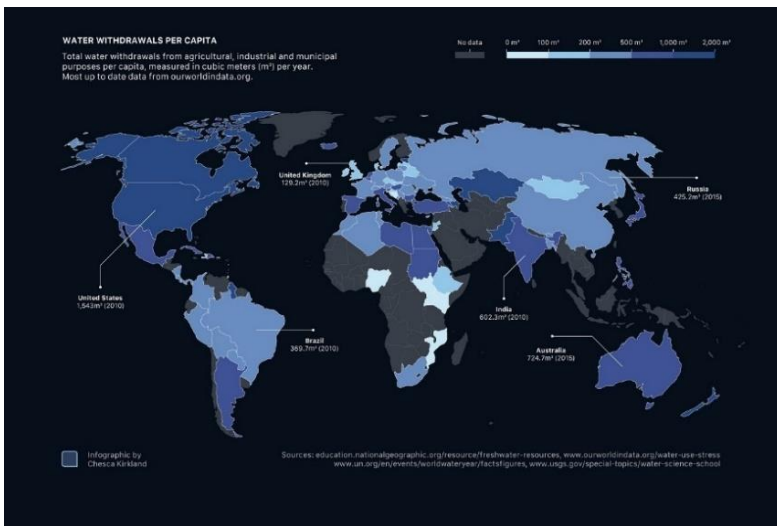 WATER WITHDRAWALS PER CAPITA
Total water withdrawals from agricultural, industrial and municipal
purposes per capita, measured in cubic meters (m³) per year.
Most up to date data from ourworldindata.org.
No data
0 m³
100 m³
200 m³
500 m³
1,000 m³
2,000 m³
United Kingdom
129.2m³ (2010)
Russia
425.2m³ (2015)
United States
1,543m³ (2010)
India
602.3m³ (2010)
Brazil
369.7m³ (2010)
Australia
724.7m³ (2015)
Infographic by
Chesca Kirkland
Sources: education.nationalgeographic.org/resource/freshwater-resources, www.ourworldindata.org/water-use-stress
www.un.org/en/events/worldwateryear/factsfigures, www.usgs.gov/special-topics/water-science-school